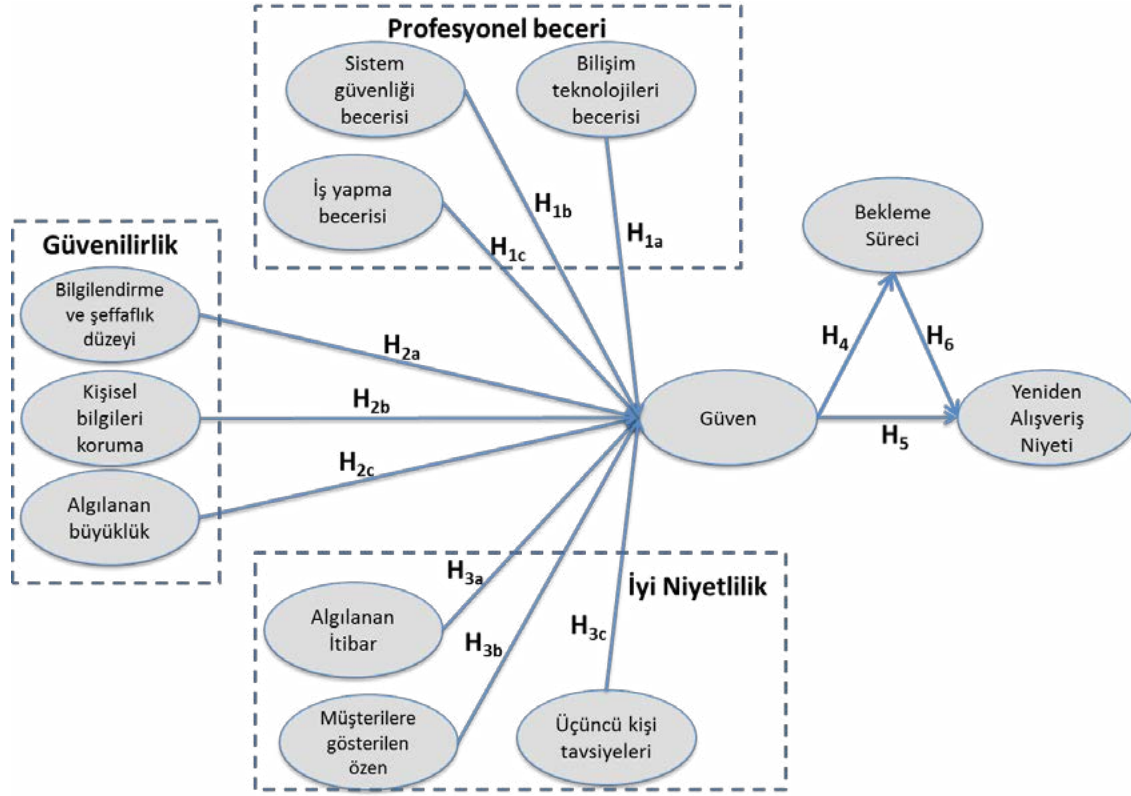 Profesyonel beceri
Sistem
güvenliği
becerisi
Bilişim
teknolojileri
becerisi
İş yapma
becerisi
H1b
H1a
H1c
Güvenilirlik
Bilgilendirme
ve şeffaflık
düzeyi
Kişisel
bilgileri
koruma
Algılanan
büyüklük
H2a
H2b
H2c
Güven
Bekleme
Süreci
H4
H6
H5
Yeniden
Alışveriş
Niyeti
İyi Niyetlilik
H3a
H3b
H3c
Algılanan
İtibar
Müşterilere
gösterilen
özen
Üçüncü kişi
tavsiyeleri